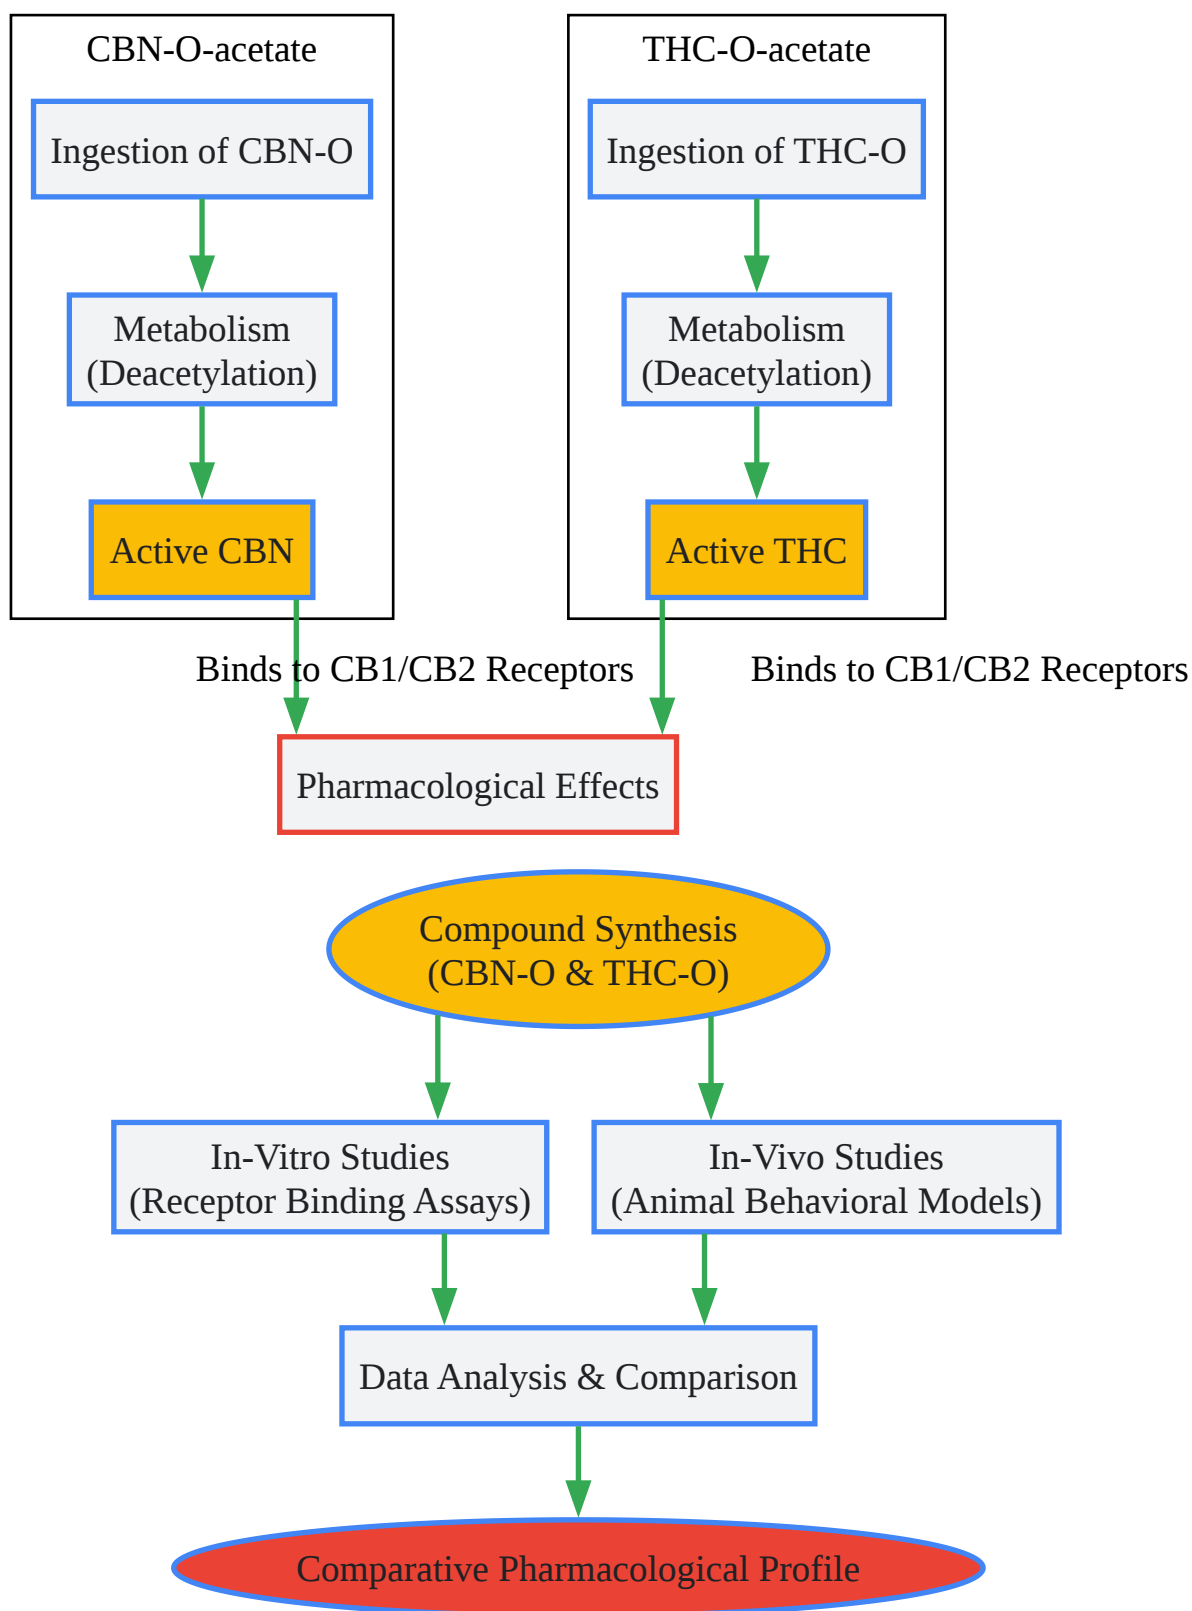 CBN-O-acetate
THC-O-acetate
Ingestion of CBN-O
Ingestion of THC-O
Metabolism
(Deacetylation)
Metabolism
(Deacetylation)
Active CBN
Active THC
Binds to CB1/CB2 Receptors
Binds to CB1/CB2 Receptors
Pharmacological Effects
Compound Synthesis
(CBN-O & THC-O)
In-Vitro Studies
(Receptor Binding Assays)
In-Vivo Studies
(Animal Behavioral Models)
Data Analysis & Comparison
Comparative Pharmacological Profile